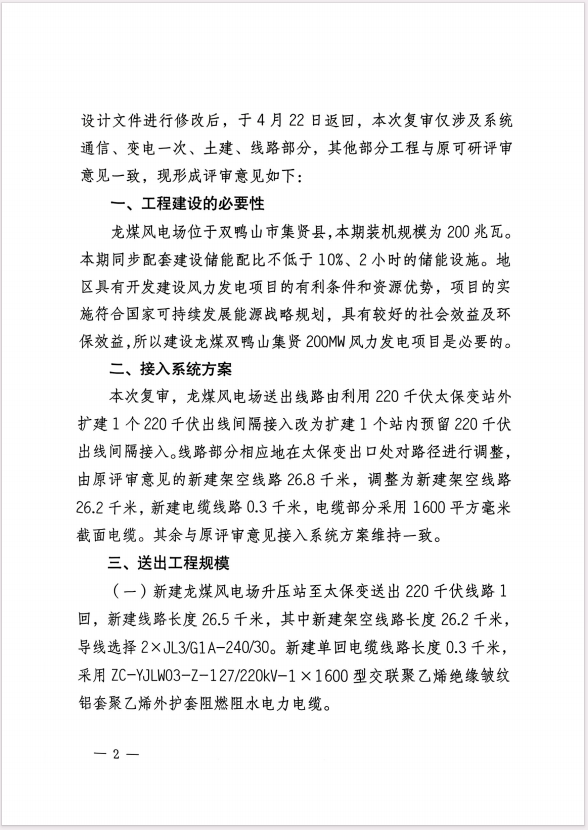 设计文件进行修改后，于 4 月 22 日返回，本次复审仅涉及系统
通信、变电一次、土建、线路部分，其他部分工程与原可研评审
意见一致，现形成评审意见如下：
一、工程建设的必要性
龙煤风电场位于双鸭山市集贤县，本期装机规模为 200 兆瓦。
本期同步配套建设储能配比不低于 10%、2 小时的储能设施。地
区具有开发建设风力发电项目的有利条件和资源优势，项目的实
施符合国家可持续发展能源战略规划，具有较好的社会效益及环
保效益，所以建设龙煤双鸭山集贤 200MW 风力发电项目是必要的。
二、接入系统方案
本次复审，龙煤风电场送出线路由利用 220 千伏太保变站外
扩建 1 个 220 千伏出线间隔接入改为扩建 1 个站内预留 220 千伏
出线间隔接入。线路部分相应地在太保变出口处对路径进行调整，
由原评审意见的新建架空线路 26.8 千米，调整为新建架空线路
26.2 千米，新建电缆线路 0.3 千米，电缆部分采用 1600 平方毫米
截面电缆。其余与原评审意见接入系统方案维持一致。
三、送出工程规模
（一）新建龙煤风电场升压站至太保变送出 220 千伏线路 1
回，新建线路长度 26.5 千米，其中新建架空线路长度 26.2 千米，
导线选择 2×JL3/G1A-240/30。新建单回电缆线路长度 0.3 千米，
采用 ZC-YJLW03-Z-127/220kV-1×1600 型交联聚乙烯绝缘皱纹
铝套聚乙烯外护套阻燃阻水电力电缆。
— 2 —